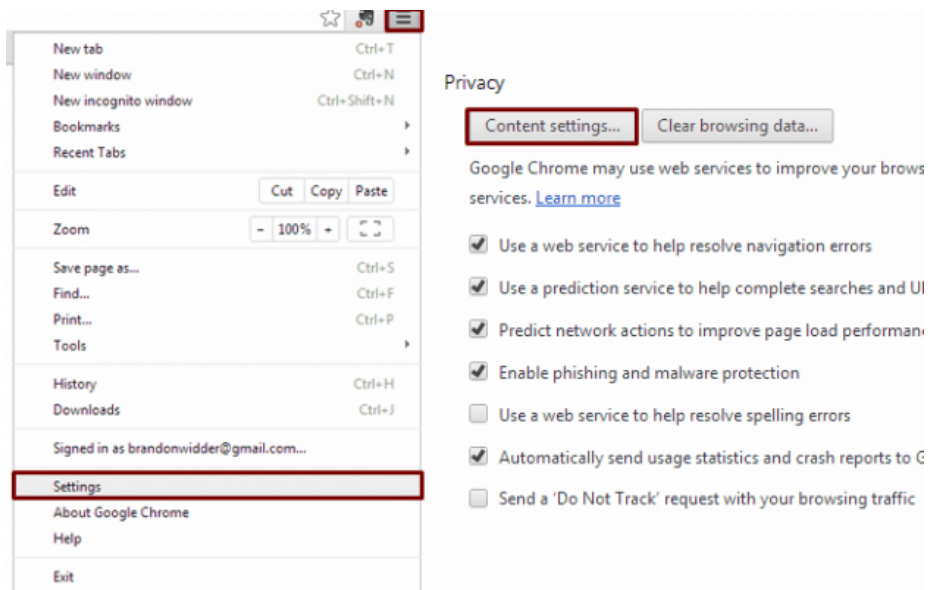 New tab Ctrl+T
New window Ctrl+N
New incognito window Ctrl+Shift+N
Bookmarks
Recent Tabs
Edit Cut Copy Paste
Zoom - 100% +
Save page as... Ctrl+S
Find... Ctrl+F
Print... Ctrl+P
Tools
History Ctrl+H
Downloads Ctrl+J
Signed in as brandonwidder@gmail.com...
Settings
About Google Chrome
Help
Exit
Privacy
Content settings... Clear browsing data...
Google Chrome may use web services to improve your brows
services. Learn more
Use a web service to help resolve navigation errors
Use a prediction service to help complete searches and
Predict network actions to improve page load performan
Enable phishing and malware protection
Use a web service to help resolve spelling errors
Automatically send usage statistics and crash reports to G
Send a 'Do Not Track' request with your browsing traffic